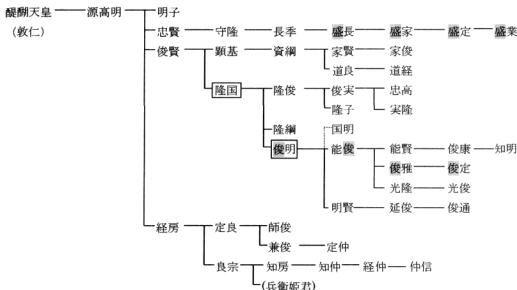 醍醐天皇 源高明 明子
(敦仁) 忠賢 守隆 長季 盛長 盛家 盛定 盛業
俊賢 顕基 資綱 家賢 家俊
道良 道経
隆国 隆俊 俊実 忠高
隆子 実隆
隆綱 国明
俊明 能俊 能賢 俊康 知明
俊雅 俊定
光隆 光俊
明賢 延俊 俊通
経房 定良 師俊
兼俊 定仲
良宗 知房 知仲 経仲 仲信
(兵衛姫君)